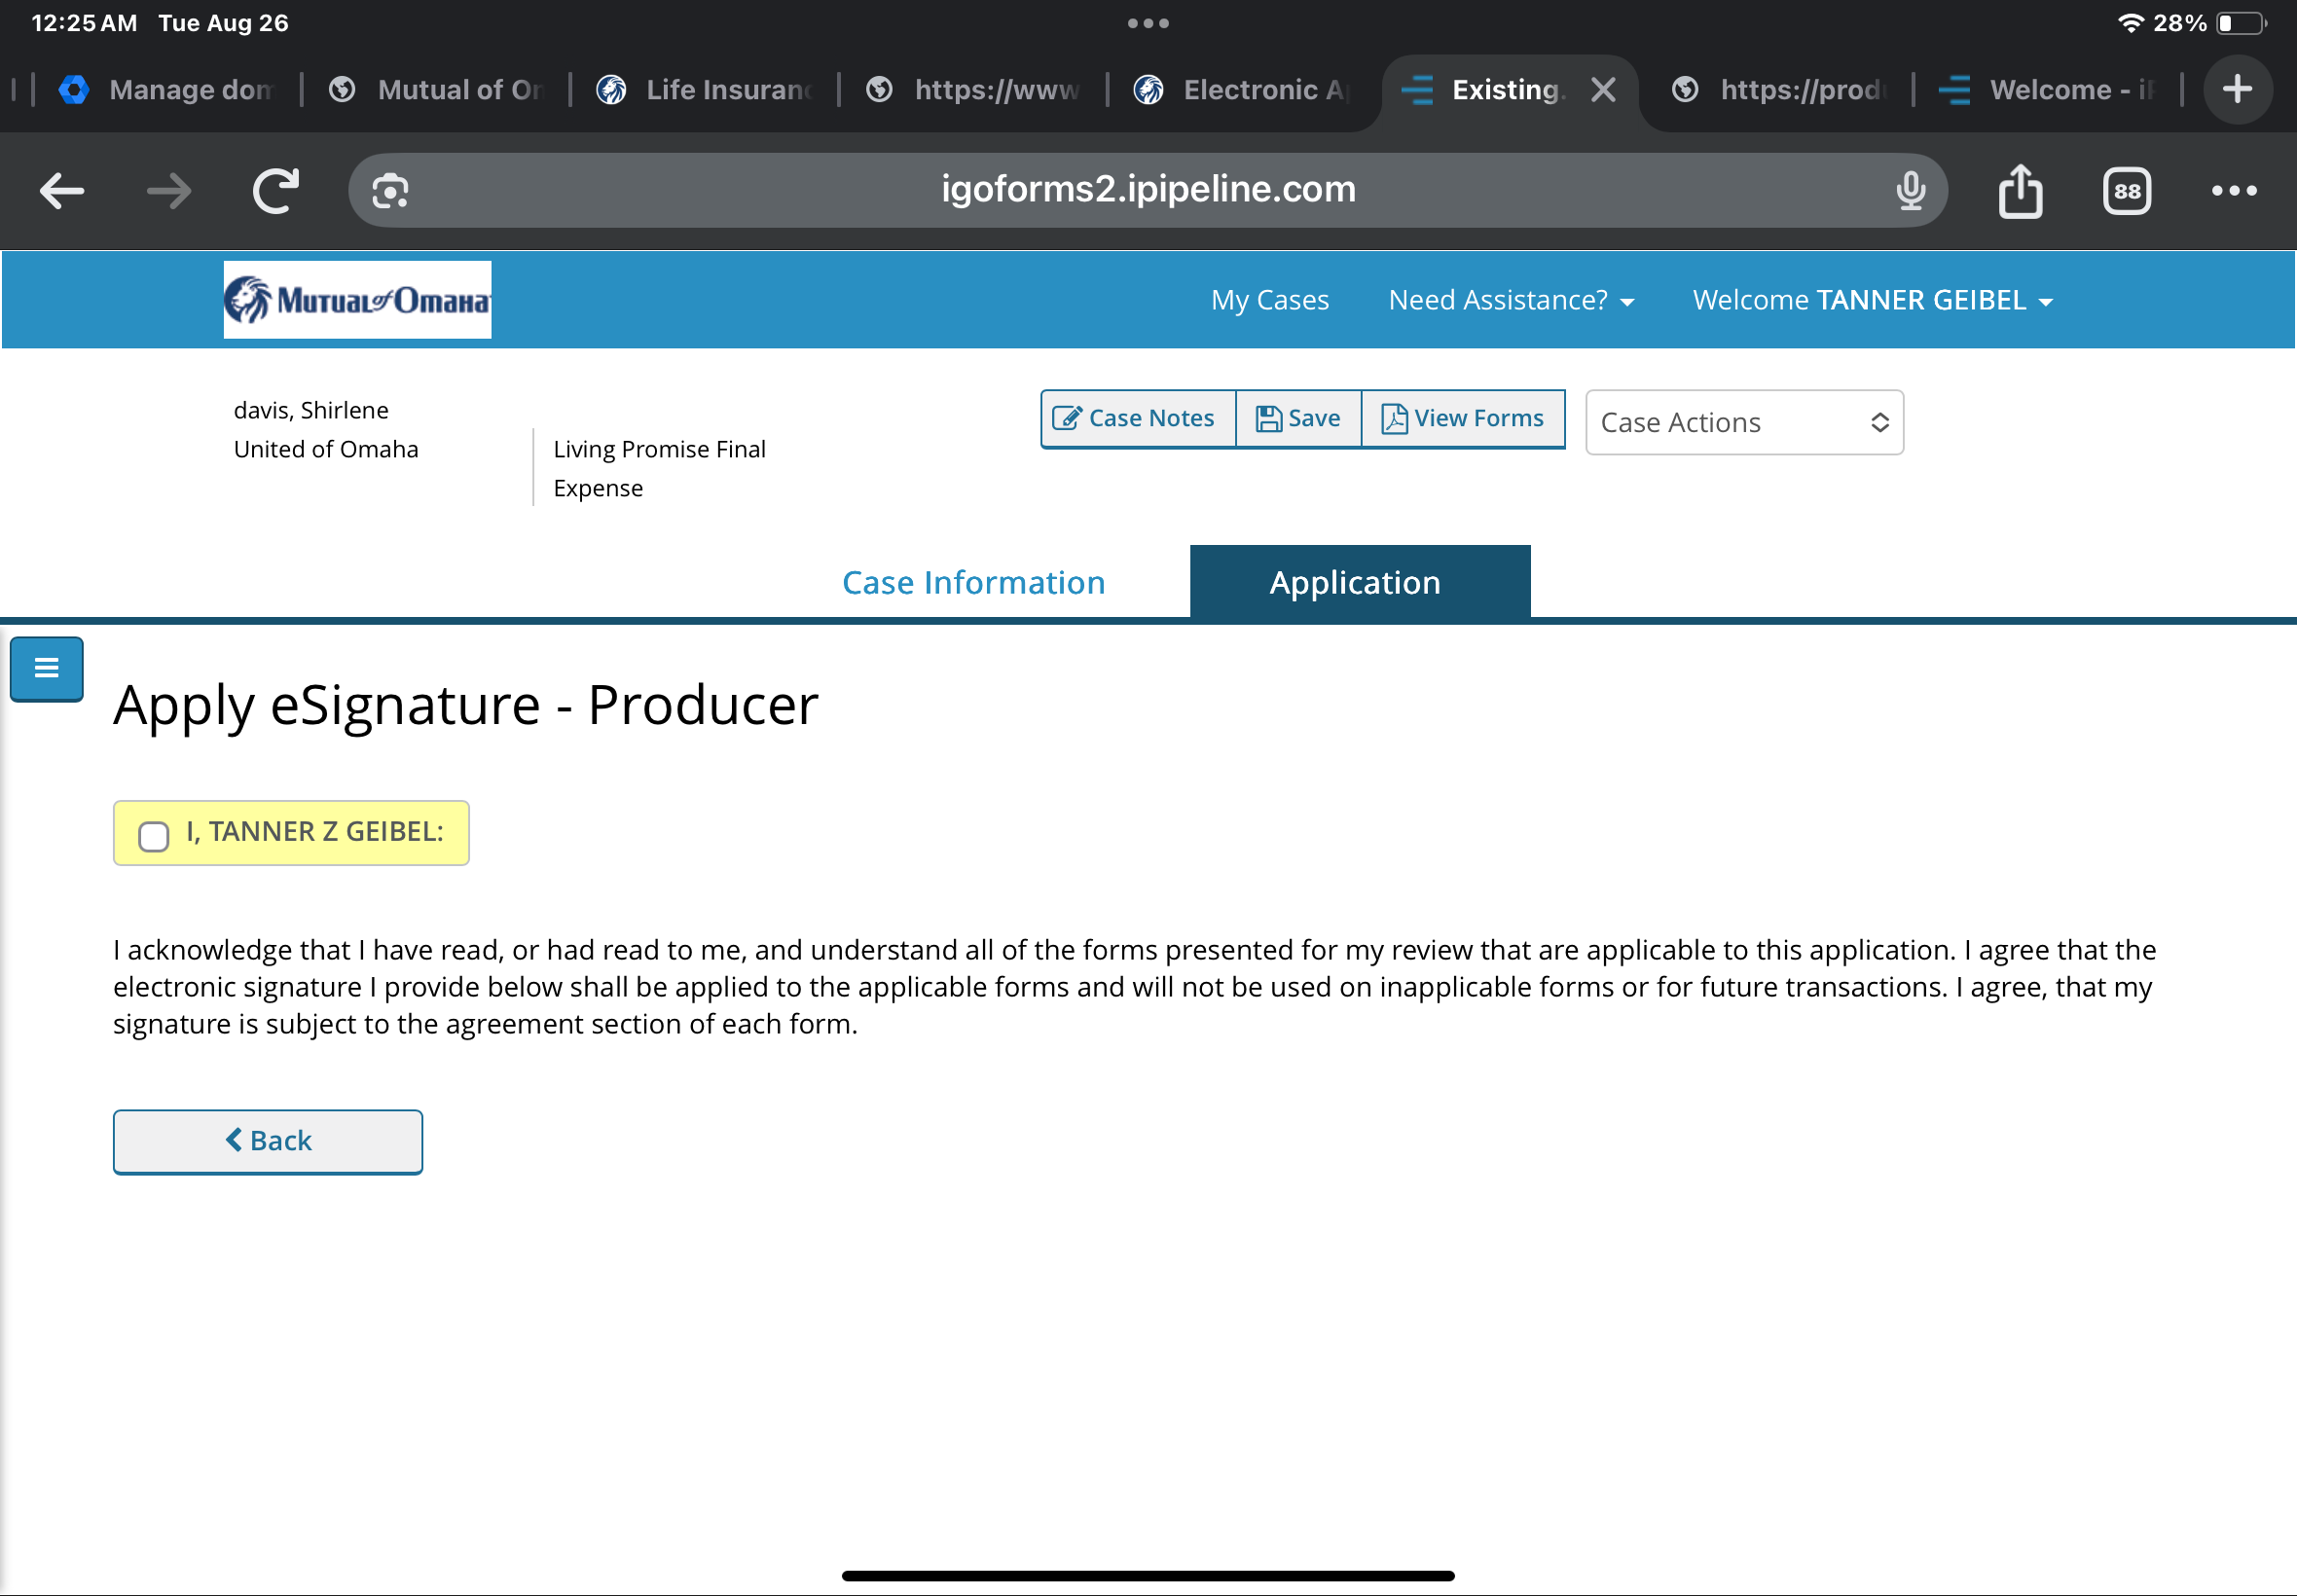 12:25 AM Tue Aug 26
28%
Manage dom
Mutual of Om
Life Insuranc
https://www
Electronic Ap
Existing.
https://prod
Welcome - iP
igoforms2.ipipeline.com
88
Mutual of Omaha
My Cases
Need Assistance?
Welcome TANNER GEIBEL
davis, Shirlene
United of Omaha
Living Promise Final
Expense
Case Notes
Save
View Forms
Case Actions
Case Information
Application
Apply eSignature - Producer
I, TANNER Z GEIBEL:
I acknowledge that I have read, or had read to me, and understand all of the forms presented for my review that are applicable to this application. I agree that the
electronic signature I provide below shall be applied to the applicable forms and will not be used on inapplicable forms or for future transactions. I agree, that my
signature is subject to the agreement section of each form.
Back